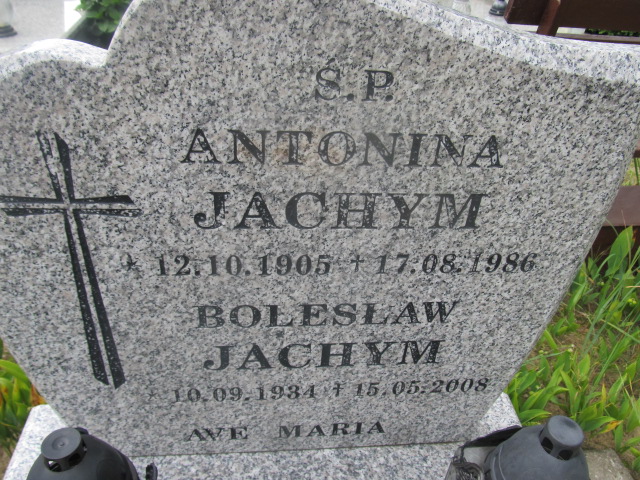 Ś.P.
ANTONINA
JACHYM
* 12.10.1905 † 17.08.1986
BOLESŁAW
JACHYM
* 10.09.1934 † 15.05.2008
AVE MARIA